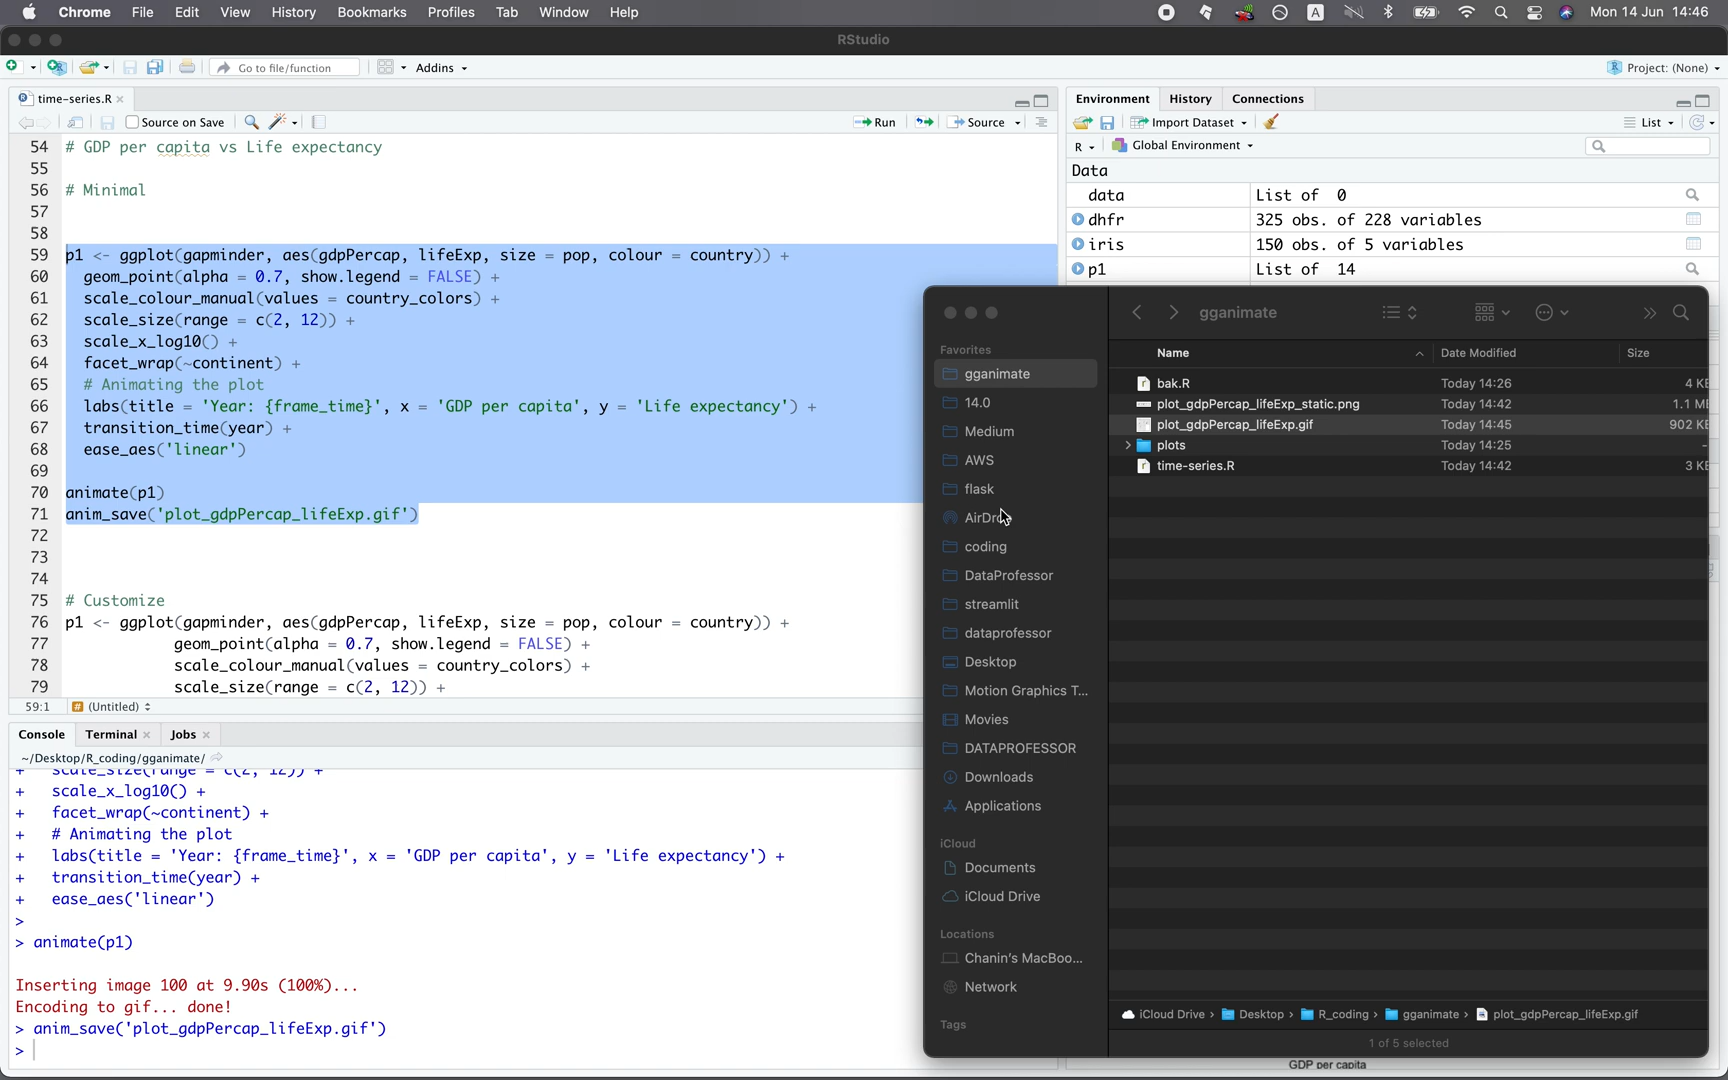 Chrome File Edit View History Bookmarks Profiles Tab Window Help
A
Mon 14 Jun 14:46
RStudio
Go to file/function
Addins
Project: (None)
time-series.R
Source on Save
Run
Source
54 # GDP per capita vs Life expectancy
55
56 # Minimal
57
58
59 p1 <- ggplot(gapminder, aes(gdpPercap, lifeExp, size = pop, colour = country)) +
60 geom_point(alpha = 0.7, show.legend = FALSE) +
61 scale_colour_manual(values = country_colors) +
62 scale_size(range = c(2, 12)) +
63 scale_x_log10() +
64 facet_wrap(~continent) +
65 # Animating the plot
66 labs(title = 'Year: {frame_time}', x = 'GDP per capita', y = 'Life expectancy') +
67 transition_time(year) +
68 ease_aes('linear')
69
70 animate(p1)
71 anim_save('plot_gdpPercap_lifeExp.gif')
72
73
74
75 # Customize
76 p1 <- ggplot(gapminder, aes(gdpPercap, lifeExp, size = pop, colour = country)) +
77 geom_point(alpha = 0.7, show.legend = FALSE) +
78 scale_colour_manual(values = country_colors) +
79 scale_size(range = c(2, 12)) +
59:1 # (Untitled)
Console Terminal Jobs
~/Desktop/R_coding/gganimate/
+ scale_size(range = c(2, 12)) +
+ scale_x_log10() +
+ facet_wrap(~continent) +
+ # Animating the plot
+ labs(title = 'Year: {frame_time}', x = 'GDP per capita', y = 'Life expectancy') +
+ transition_time(year) +
+ ease_aes('linear')
>
> animate(p1)
Inserting image 100 at 9.90s (100%)...
Encoding to gif... done!
> anim_save('plot_gdpPercap_lifeExp.gif')
>
Environment History Connections
Import Dataset
List
R Global Environment
Data
data List of 0
dhfr 325 obs. of 228 variables
iris 150 obs. of 5 variables
p1 List of 14
Favorites
gganimate
14.0
Medium
AWS
flask
coding
DataProfessor
streamlit
dataprofessor
Desktop
Motion Graphics T...
Movies
DATAPROFESSOR
Downloads
Applications
iCloud
Documents
iCloud Drive
Locations
Chanin's MacBoo...
Network
Tags
gganimate
Name Date Modified Size
bak.R Today 14:26 4 KB
plot_gdpPercap_lifeExp_static.png Today 14:42 1.1 M
plot_gdpPercap_lifeExp.gif Today 14:45 902 KB
plots Today 14:25 -
time-series.R Today 14:42 3 KB
iCloud Drive › Desktop › R_coding › gganimate › plot_gdpPercap_lifeExp.gif
1 of 5 selected
GDP per capita